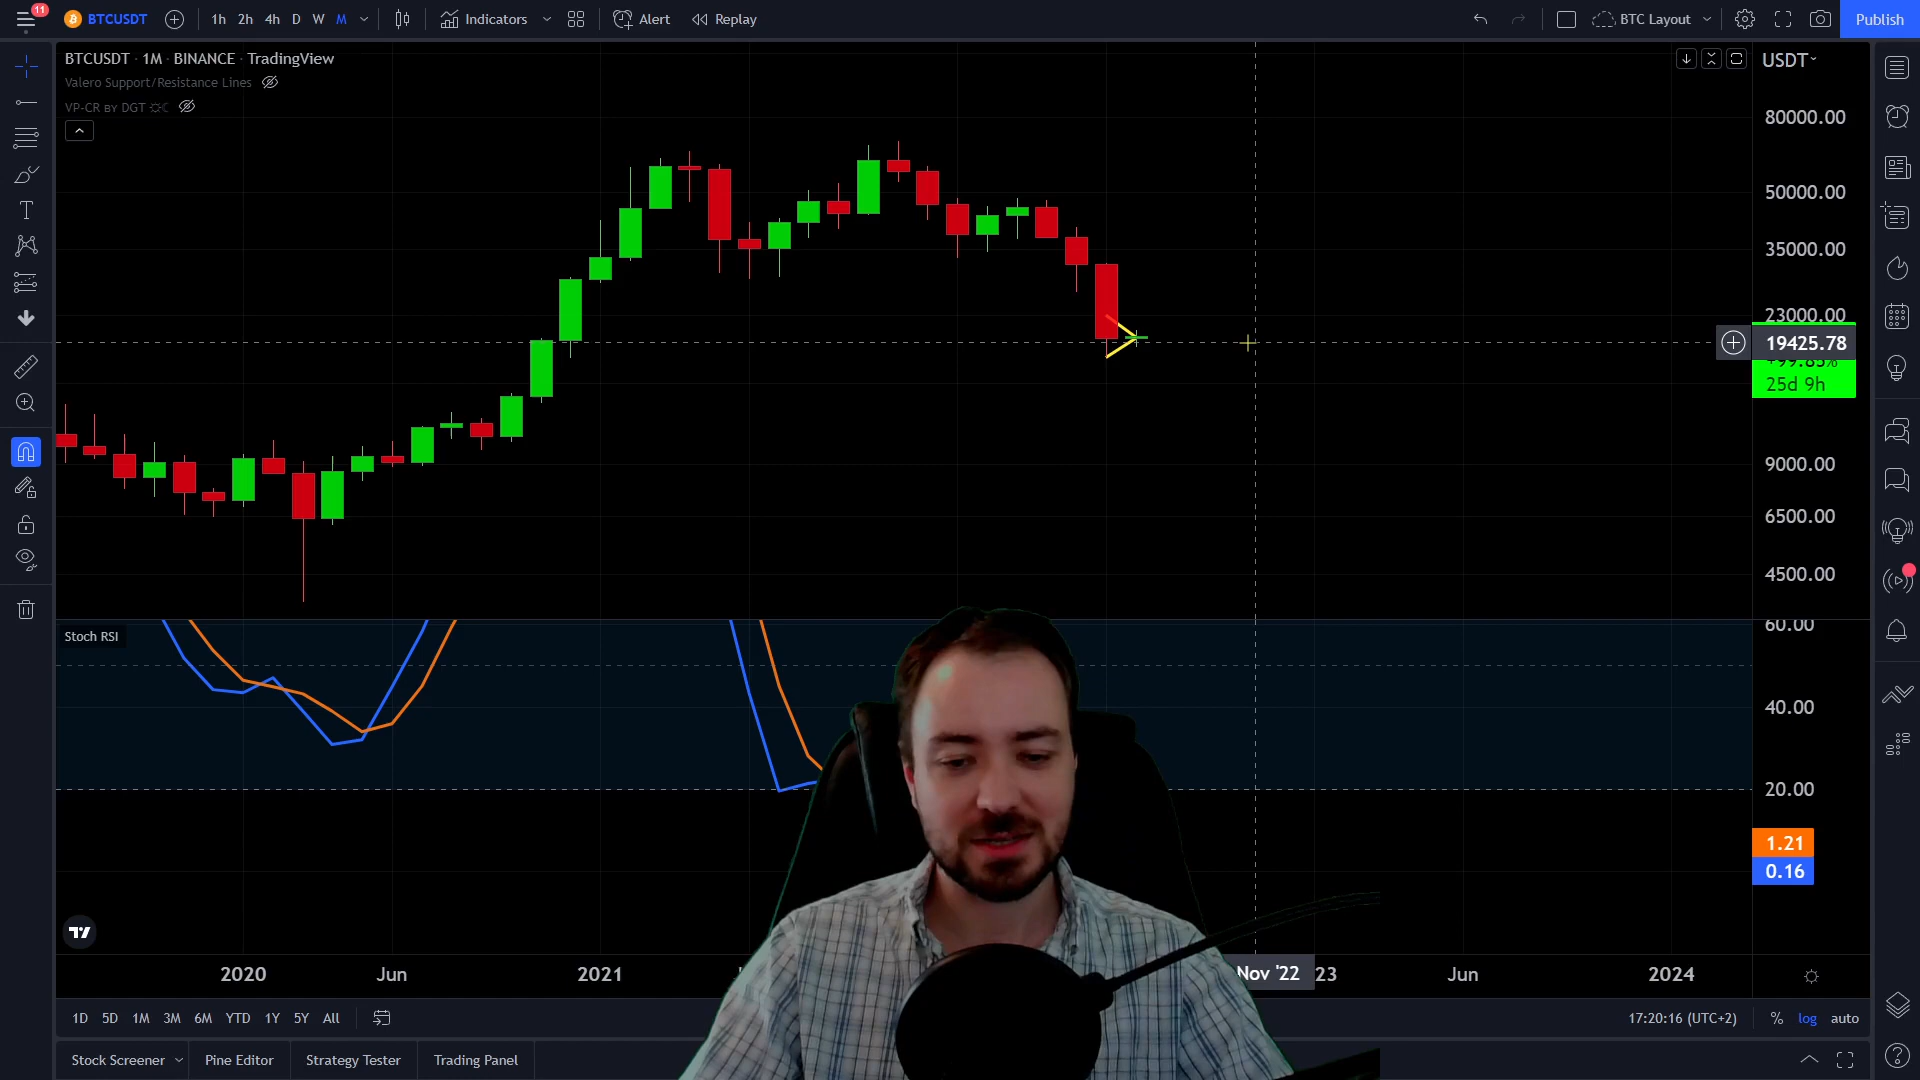 11
BTCUSDT
1h 2h 4h D W M
Indicators
Alert
Replay
BTC Layout
Publish
BTCUSDT · 1M · BINANCE · TradingView
USDT
Valero Support/Resistance Lines
VP-CR BY DGT
80000.00
50000.00
35000.00
23000.00
19425.78
25d 9h
9000.00
6500.00
4500.00
Stoch RSI
60.00
40.00
20.00
1.21
0.16
2020 Jun 2021 Nov '22 23 Jun 2024
1D 5D 1M 3M 6M YTD 1Y 5Y All
17:20:16 (UTC+2) % log auto
Stock Screener Pine Editor Strategy Tester Trading Panel